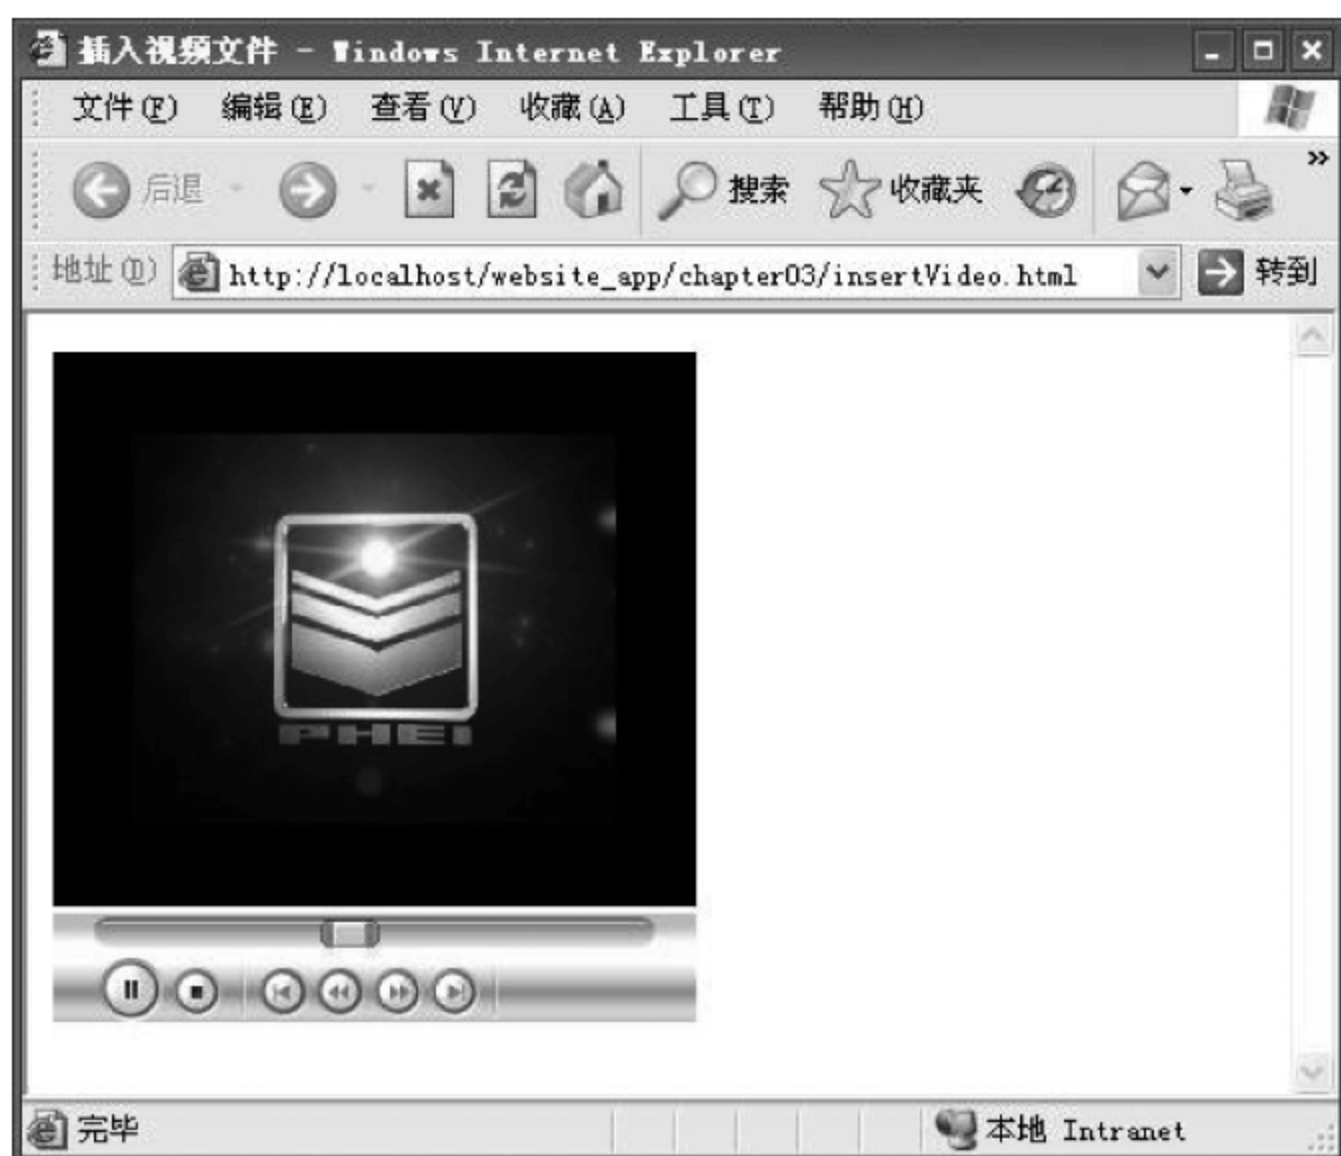 插入视频文件 - Windows Internet Explorer
文件(F) 编辑(E) 查看(V) 收藏(A) 工具(T) 帮助(H)
后退 搜索 收藏夹 »
地址(D) http://localhost/website_app/chapter03/insertVideo.html 转到
PHEI
完毕 本地 Intranet